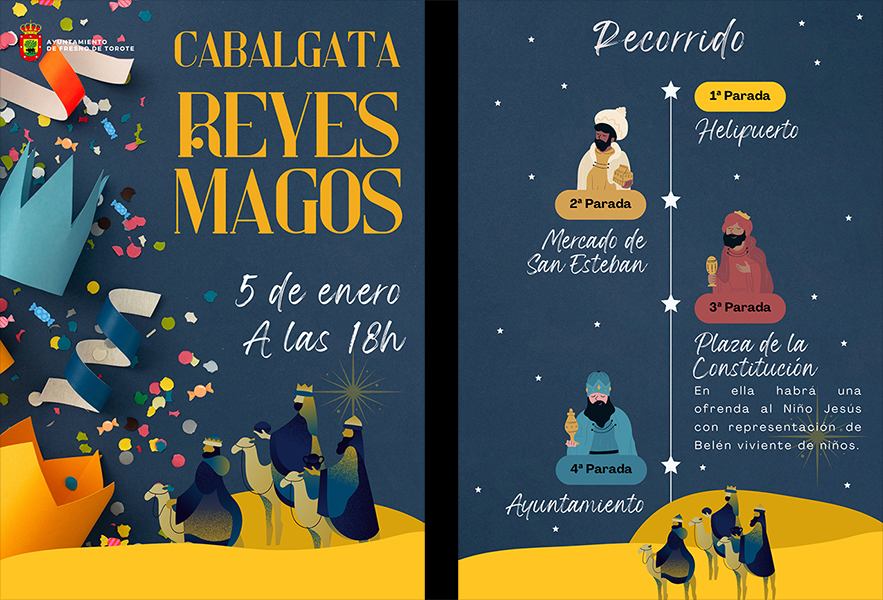 AYUNTAMIENTO
DE FRESNO DE TOROTE
CABALGATA
REYES
MAGOS
5 de enero
A las 18h
Recorrido
1ª Parada
Helipuerto
2ª Parada
Mercado de
San Esteban
3ª Parada
Plaza de la
Constitución
En ella habrá una
ofrenda al Niño Jesús
con representación de
Belén viviente de niños.
4ª Parada
Ayuntamiento